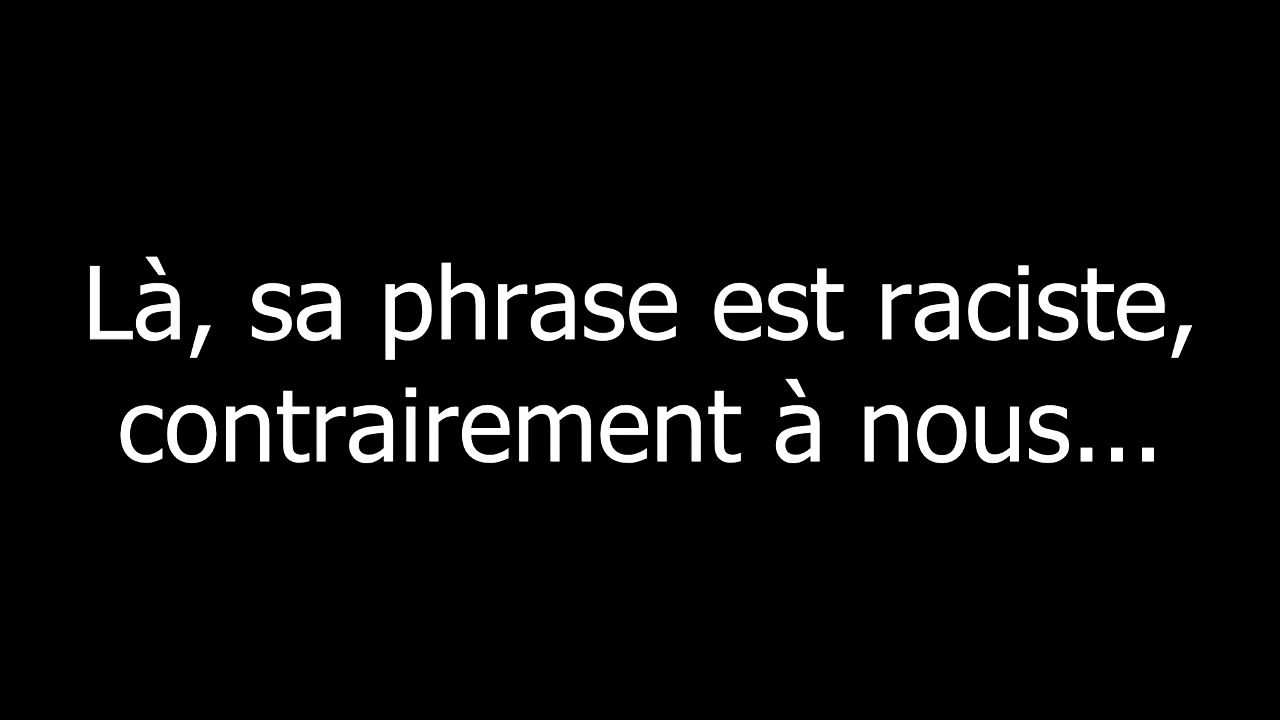 Là, sa phrase est raciste,
contrairement à nous...